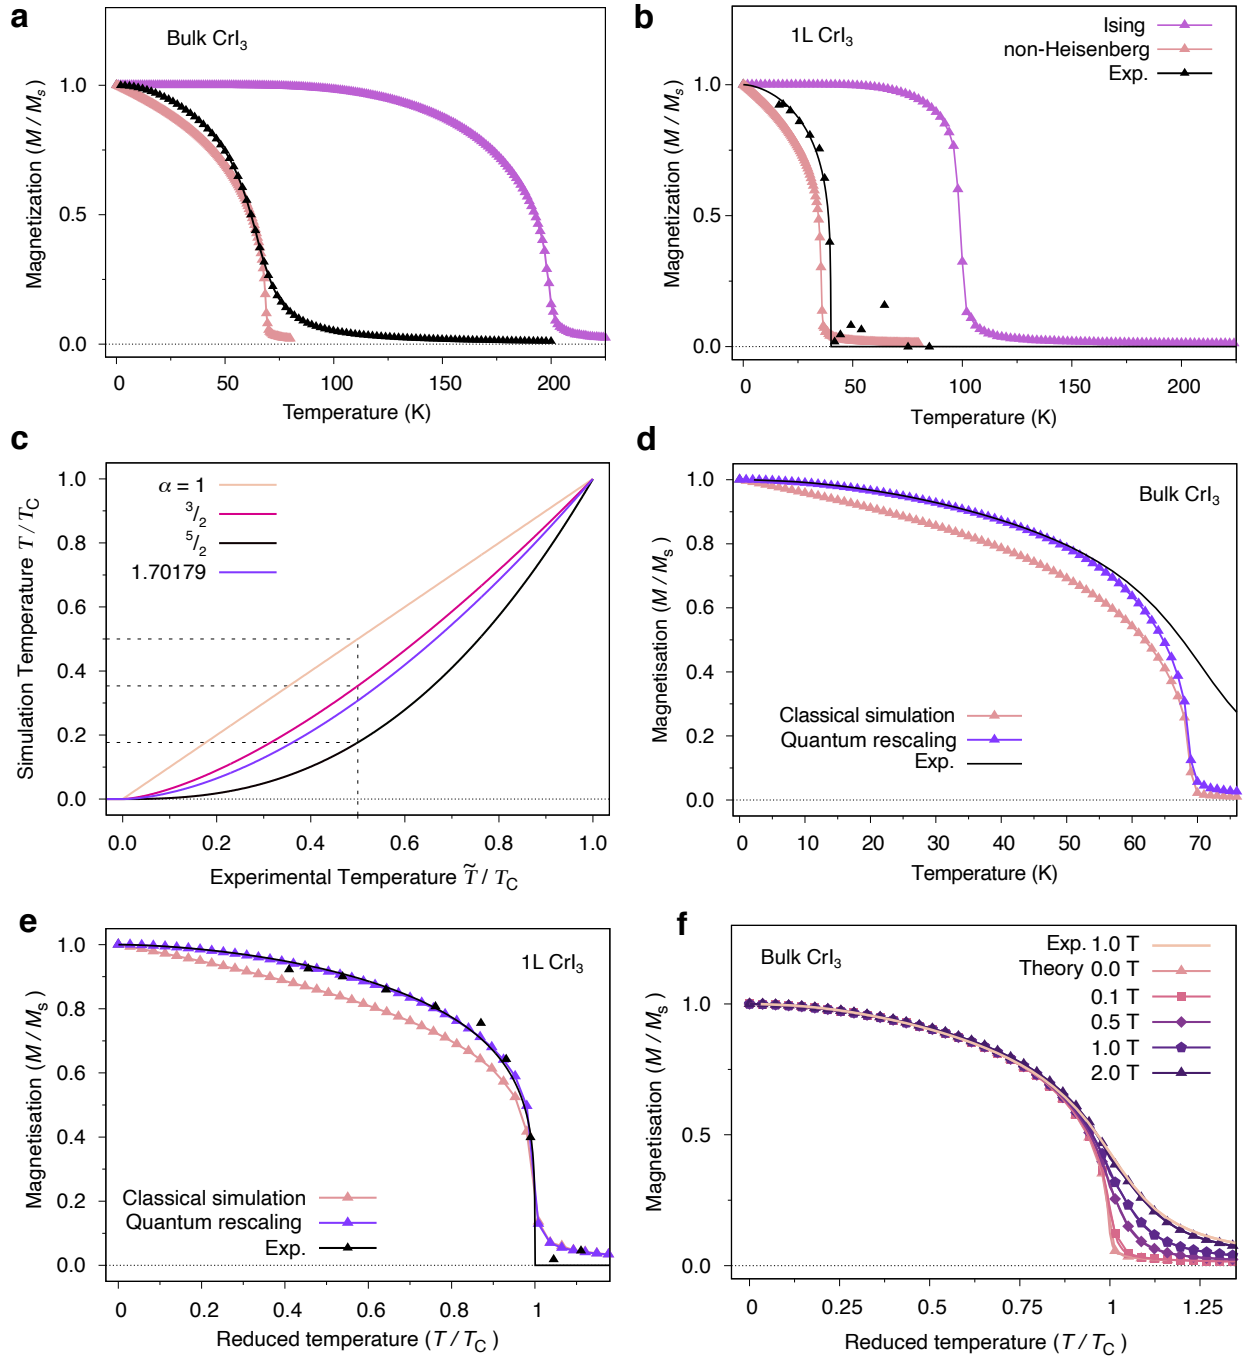 a
Bulk CrI3
Magnetization (M / Ms)
1.0
0.5
0.0
0 50 100 150 200
Temperature (K)
b
1L CrI3
Ising
non-Heisenberg
Exp.
Magnetization (M / Ms)
1.0
0.5
0.0
0 50 100 150 200
Temperature (K)
c
α = 1
3/2
5/2
1.70179
Simulation Temperature T / TC
1.0
0.8
0.6
0.4
0.2
0.0
0.0 0.2 0.4 0.6 0.8 1.0
Experimental Temperature T̃ / TC
d
Bulk CrI3
Magnetisation (M / Ms)
1.0
0.8
0.6
0.4
0.2
0.0
Classical simulation
Quantum rescaling
Exp.
0 10 20 30 40 50 60 70
Temperature (K)
e
1L CrI3
Magnetisation (M / Ms)
1.0
0.8
0.6
0.4
0.2
0.0
Classical simulation
Quantum rescaling
Exp.
0 0.2 0.4 0.6 0.8 1
Reduced temperature (T / TC)
f
Bulk CrI3
Exp. 1.0 T
Theory 0.0 T
0.1 T
0.5 T
1.0 T
2.0 T
Magnetisation (M / Ms)
1.0
0.5
0.0
0 0.25 0.5 0.75 1 1.25
Reduced temperature (T / TC)